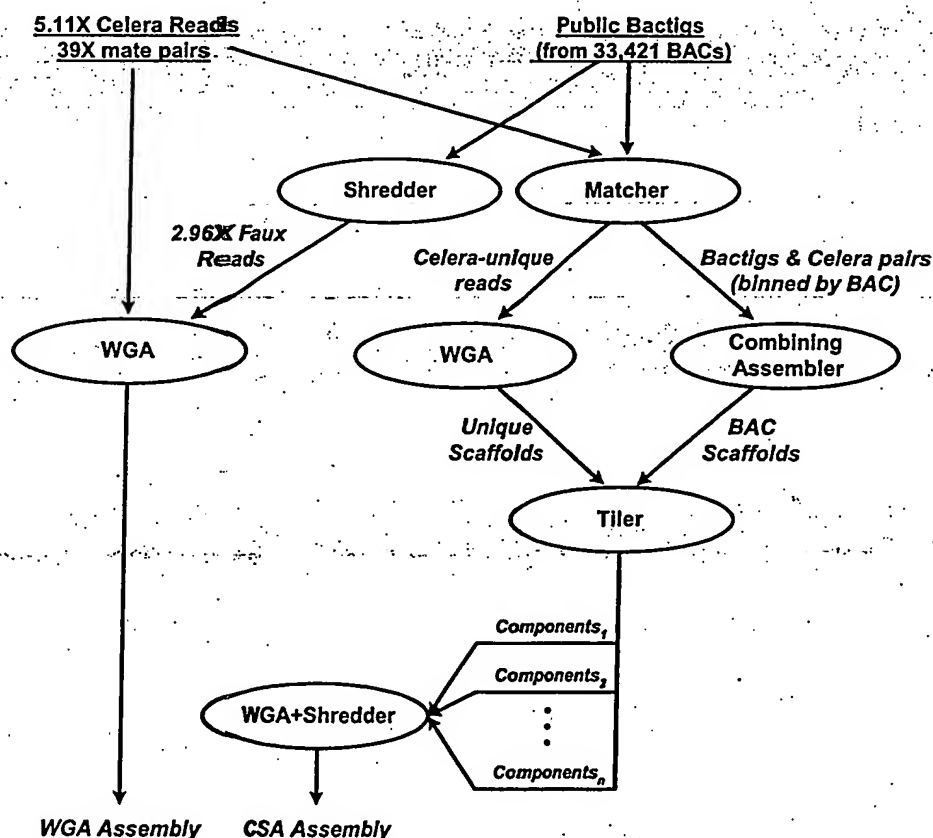 5.11X Celera Reads
39X mate pairs
Public Bactigs
(from 33,421 BACs)
Shredder
Matcher
2.96X Faux
Reads
Celera-unique
reads
Bactigs & Celera pairs
(binned by BAC)
WGA
WGA
Combining
Assembler
Unique
Scaffolds
BAC
Scaffolds
Tiler
Components₁
Components₂
WGA+Shredder
Componentsₙ
WGA Assembly
CSA Assembly